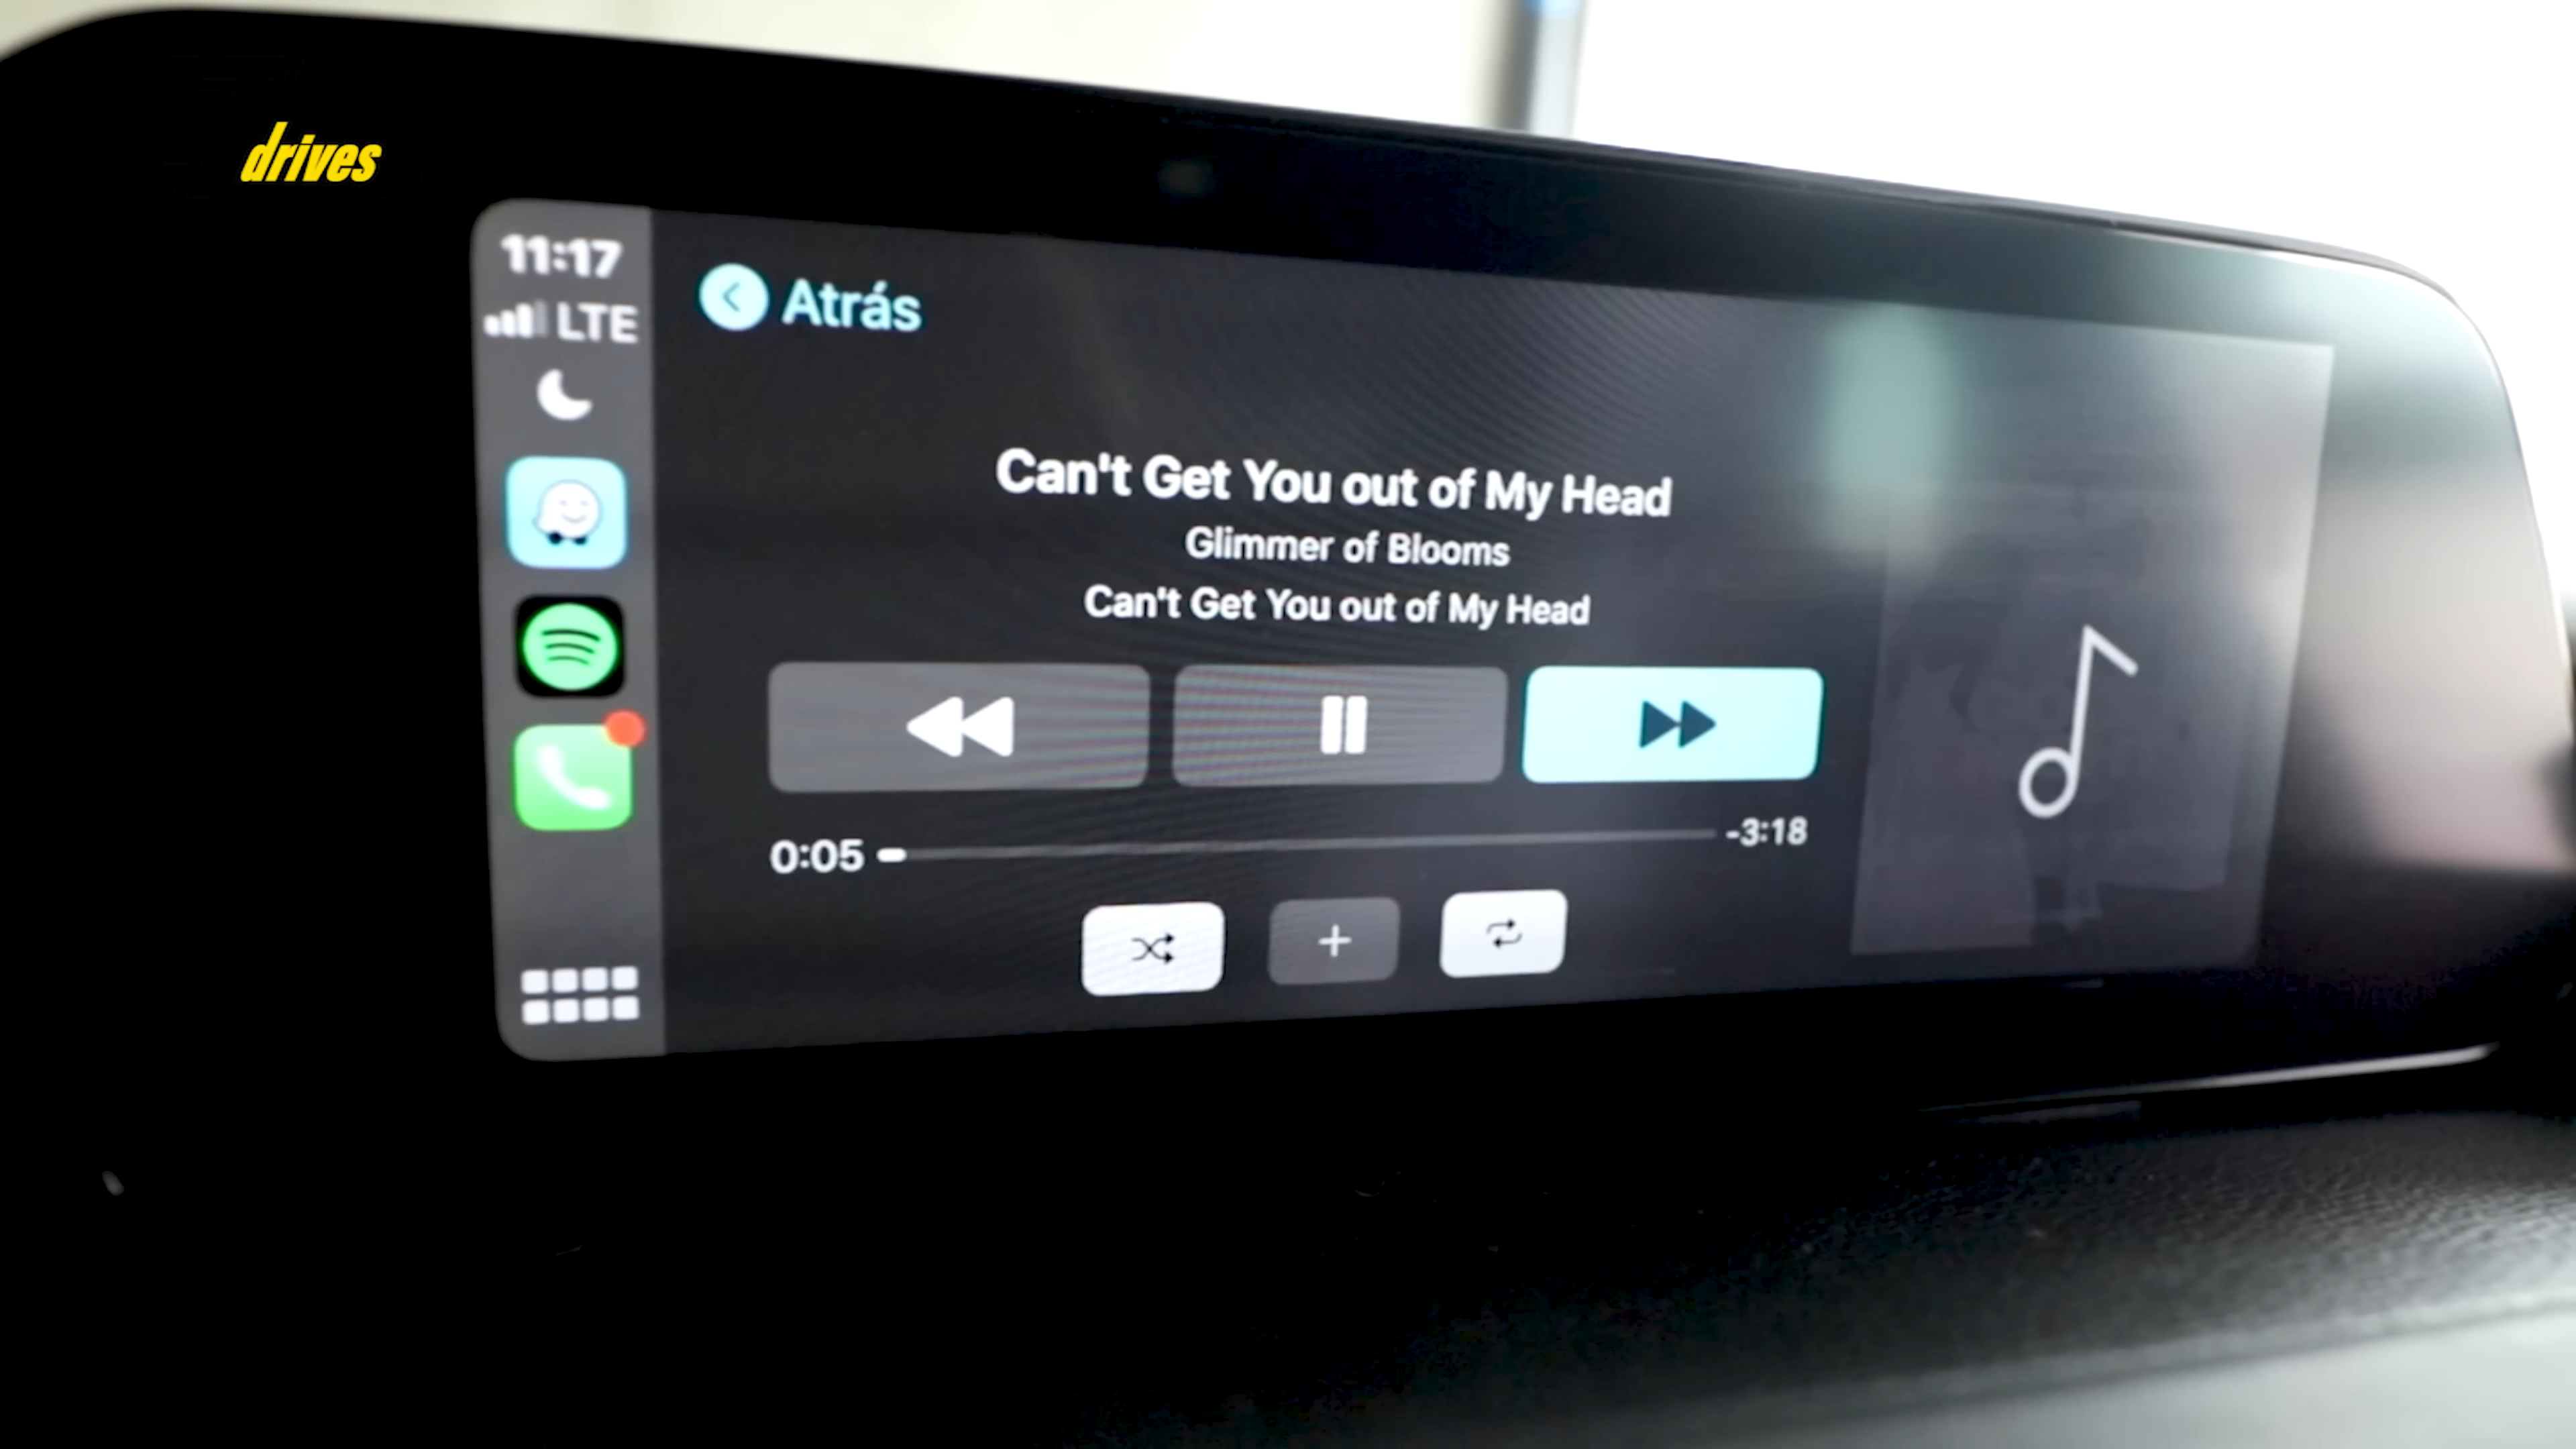 drives
11:17
LTE
Atrás
Can't Get You out of My Head
Glimmer of Blooms
Can't Get You out of My Head
0:05
-3:18